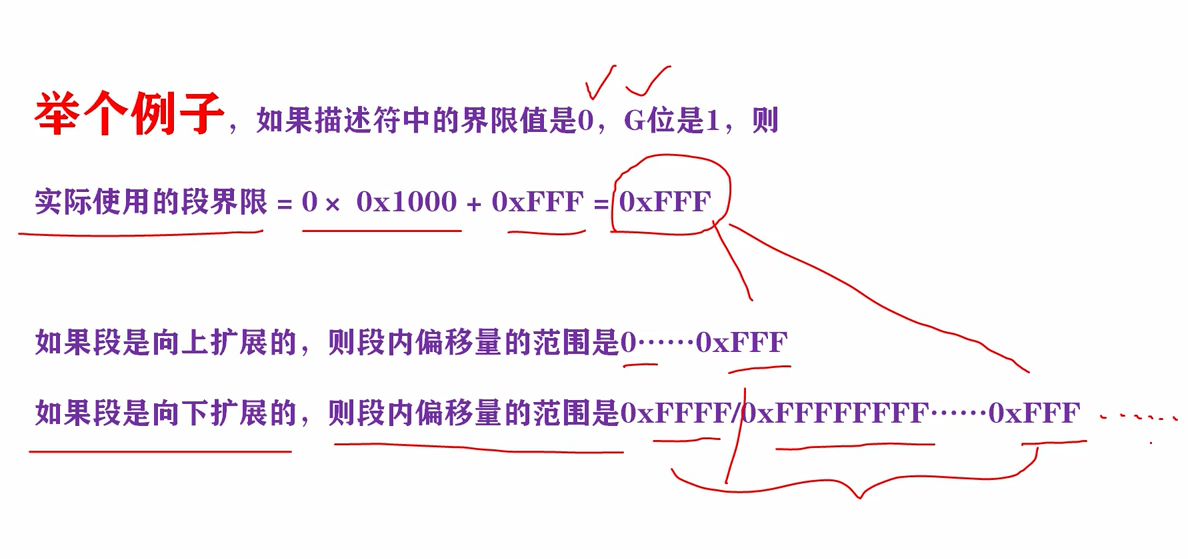 举个例子，如果描述符中的界限值是0，G位是1，则
实际使用的段界限 = 0 × 0x1000 + 0xFFF = 0xFFF
如果段是向上扩展的，则段内偏移量的范围是0……0xFFF
如果段是向下扩展的，则段内偏移量的范围是0xFFFF/0xFFFFFFFF……0xFFF